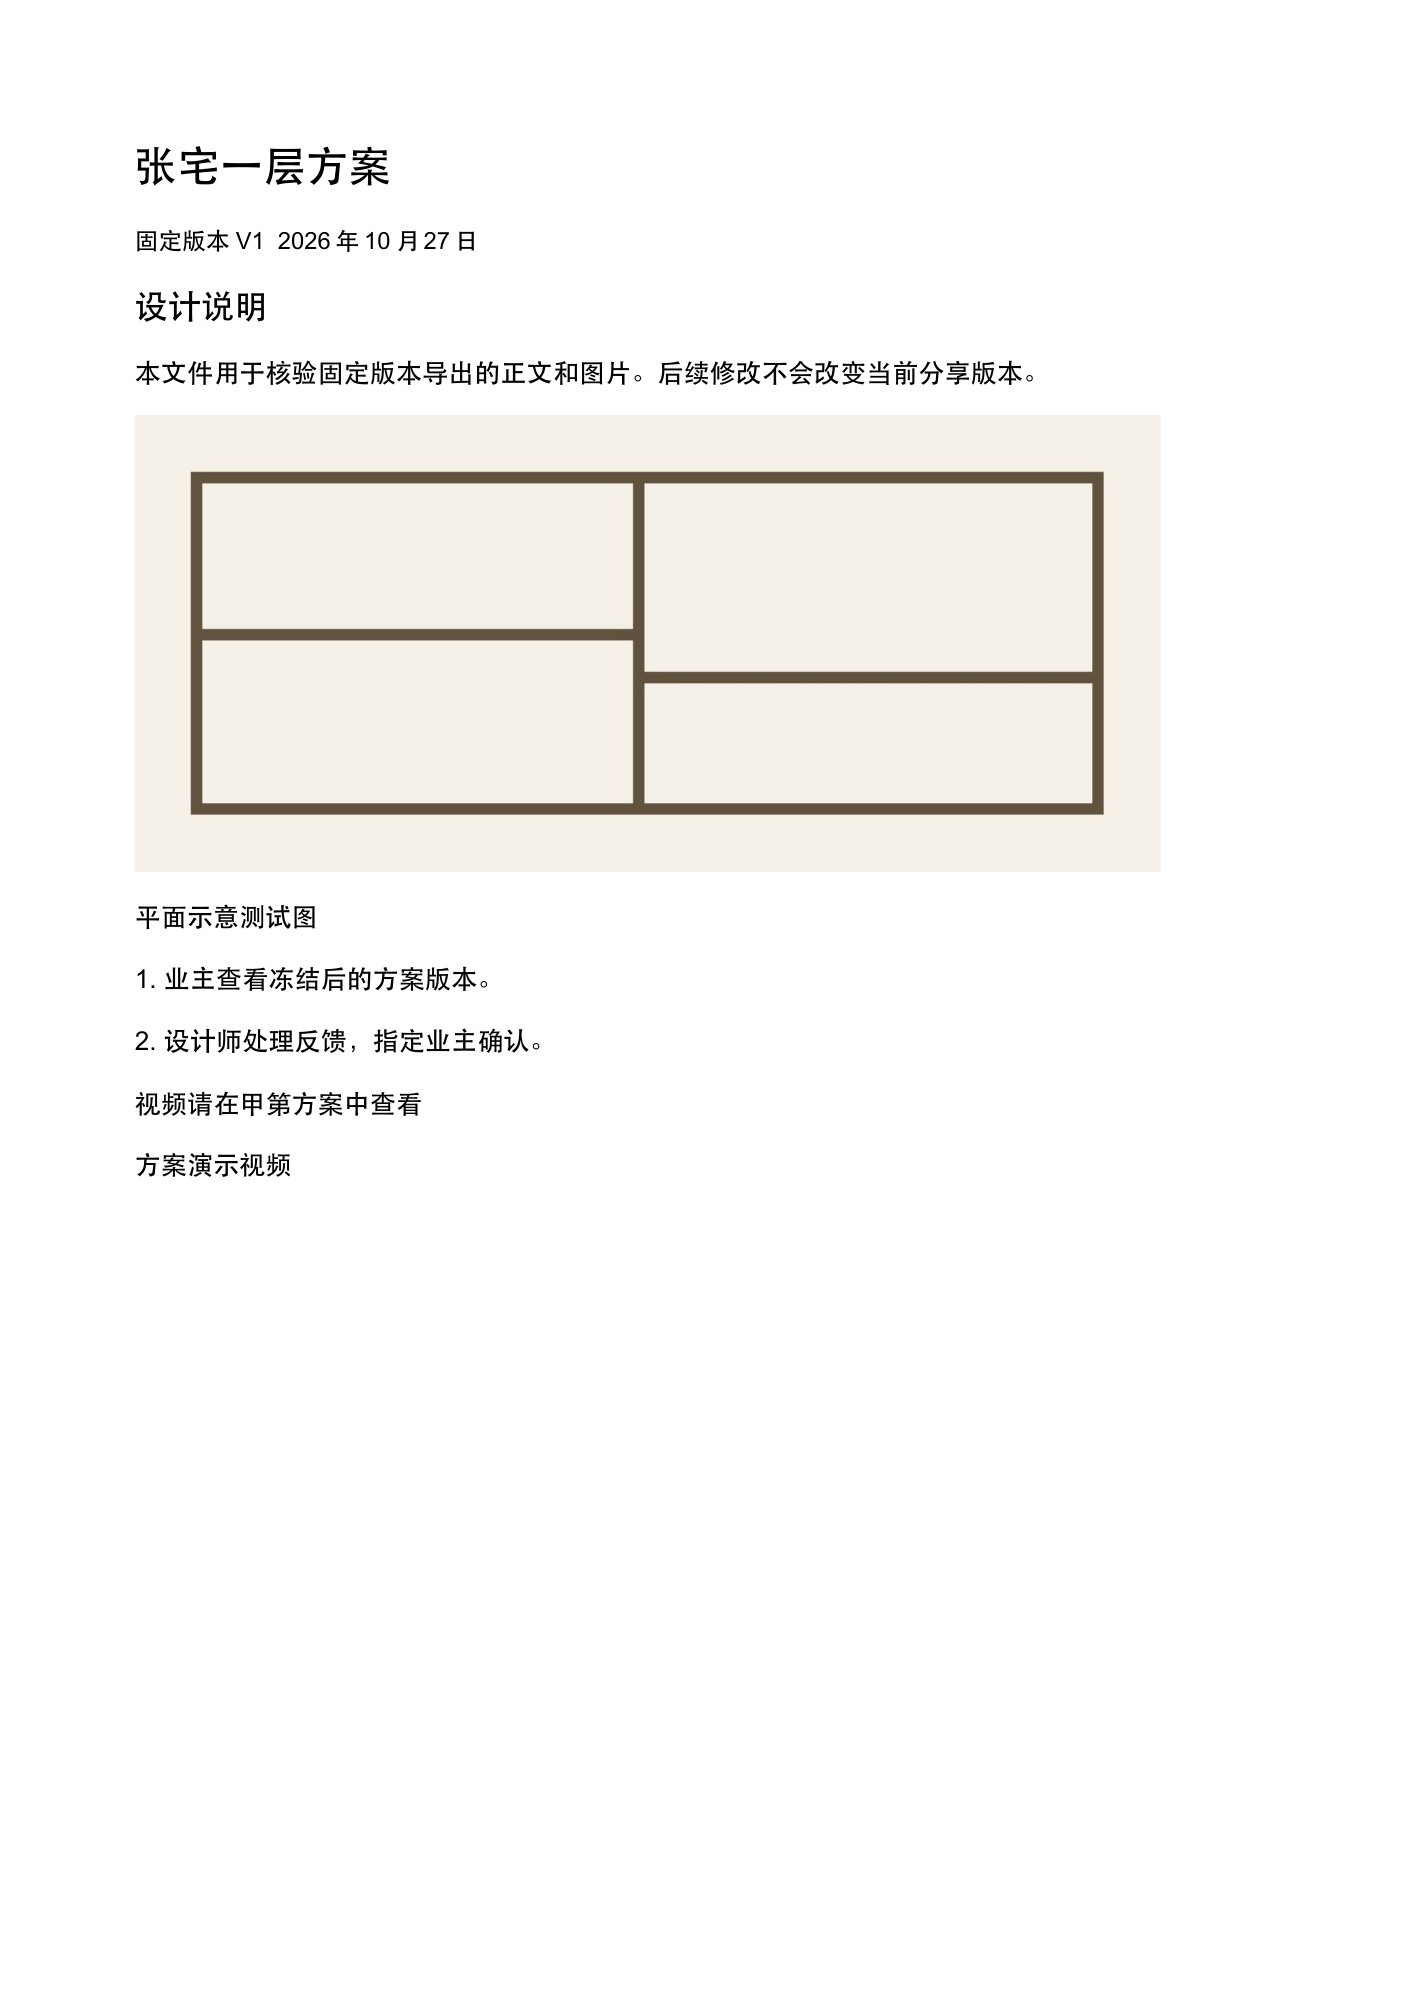 张宅一层方案
固定版本 V1 2026 年 10 月 27 日
设计说明
本文件用于核验固定版本导出的正文和图片。后续修改不会改变当前分享版本。
平面示意测试图
1. 业主查看冻结后的方案版本。
2. 设计师处理反馈，指定业主确认。
视频请在甲第方案中查看
方案演示视频